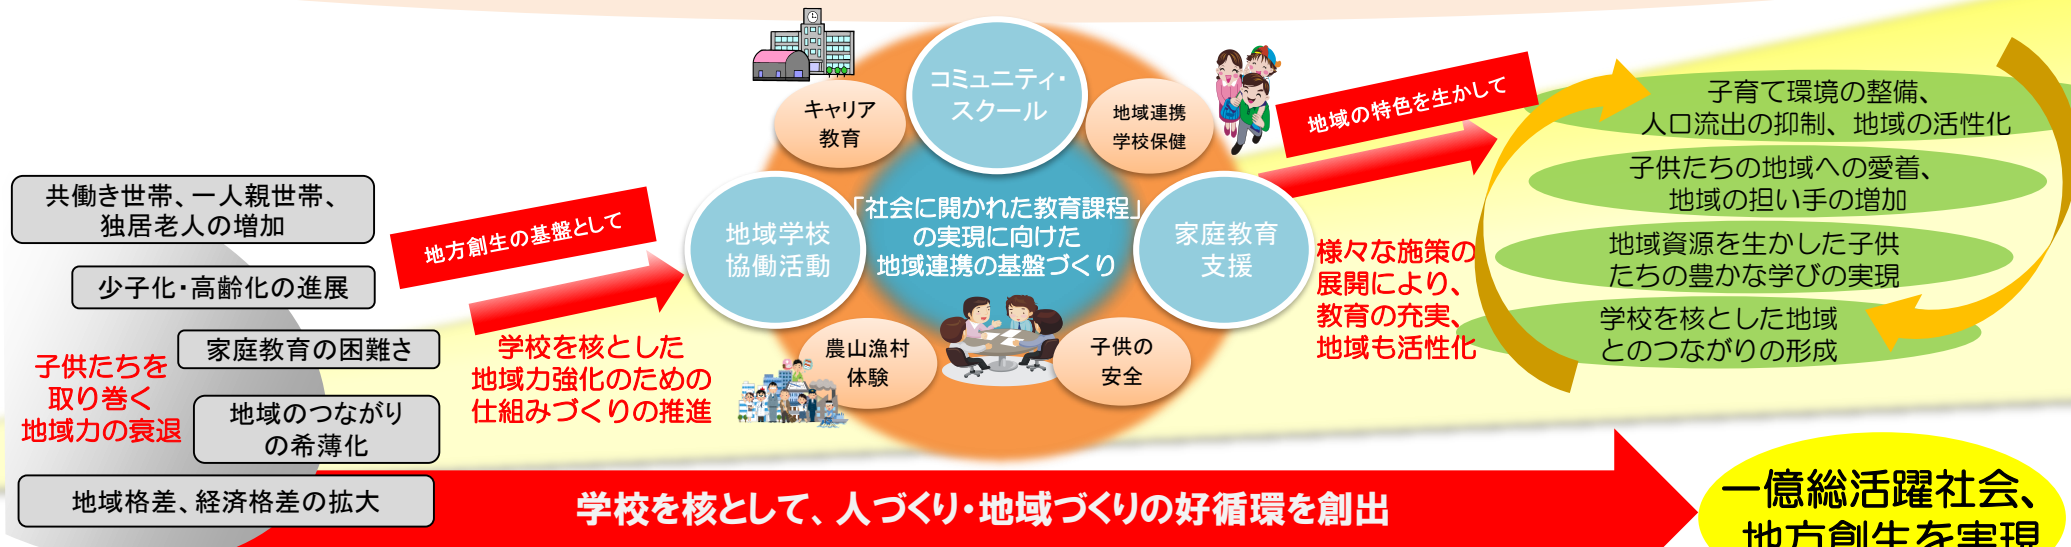 共働き世帯、一人親世帯、
独居老人の増加
少子化・高齢化の進展
家庭教育の困難さ
地域のつながり
の希薄化
地域格差、経済格差の拡大
子供たちを
取り巻く
地域力の衰退
地方創生の基盤として
学校を核とした
地域力強化のための
仕組みづくりの推進
コミュニティ・
スクール
キャリア
教育
地域連携
学校保健
地域学校
協働活動
「社会に開かれた教育課程」
の実現に向けた
地域連携の基盤づくり
家庭教育
支援
農山漁村
体験
子供の
安全
地域の特色を生かして
様々な施策の
展開により、
教育の充実、
地域も活性化
子育て環境の整備、
人口流出の抑制、地域の活性化
子供たちの地域への愛着、
地域の担い手の増加
地域資源を生かした子供
たちの豊かな学びの実現
学校を核とした地域
とのつながりの形成
学校を核として、人づくり・地域づくりの好循環を創出
一億総活躍社会、
地方創生を実現